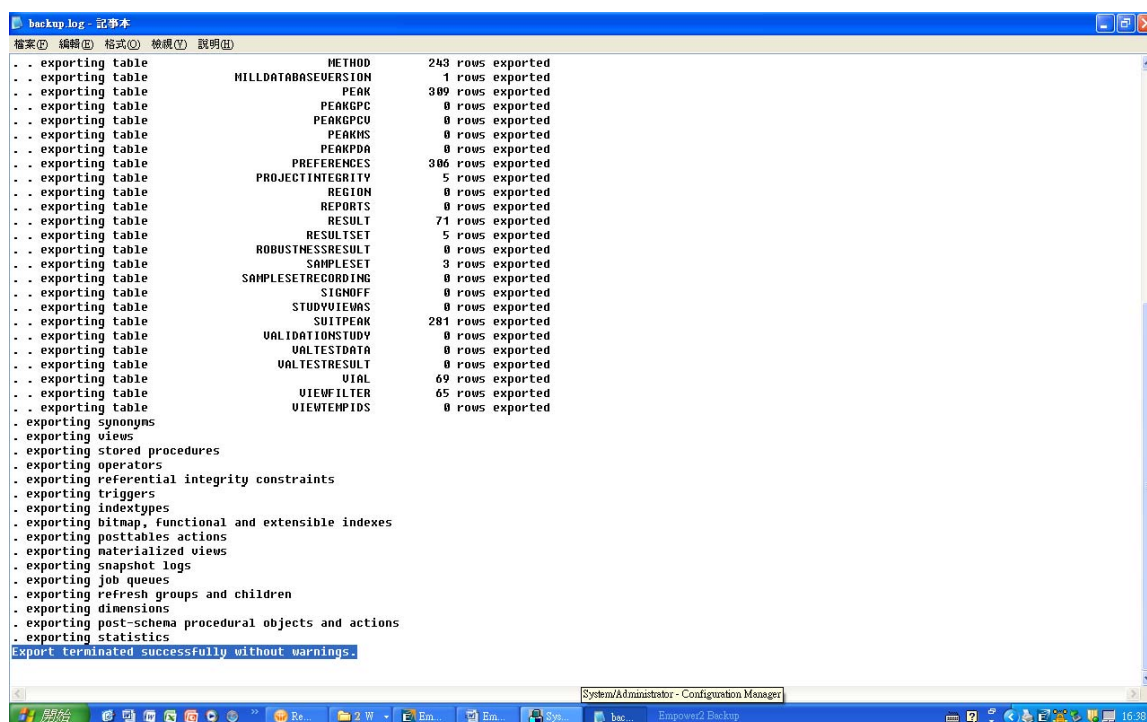 backup.log - 記事本
檔案(F) 編輯(E) 格式(O) 檢視(V) 說明(H)
. . exporting table METHOD 243 rows exported
. . exporting table MILLDATABASEVERSION 1 rows exported
. . exporting table PEAK 309 rows exported
. . exporting table PEAKGPC 0 rows exported
. . exporting table PEAKGPCV 0 rows exported
. . exporting table PEAKMS 0 rows exported
. . exporting table PEAKPDA 0 rows exported
. . exporting table PREFERENCES 306 rows exported
. . exporting table PROJECTINTEGRITY 5 rows exported
. . exporting table REGION 0 rows exported
. . exporting table REPORTS 0 rows exported
. . exporting table RESULT 71 rows exported
. . exporting table RESULTSET 5 rows exported
. . exporting table ROBUSTNESSRESULT 0 rows exported
. . exporting table SAMPLESET 3 rows exported
. . exporting table SAMPLESETRECORDING 0 rows exported
. . exporting table SIGNOFF 0 rows exported
. . exporting table STUDYVIEWAS 0 rows exported
. . exporting table SUITPEAK 281 rows exported
. . exporting table VALIDATIONSTUDY 0 rows exported
. . exporting table VALTESTDATA 0 rows exported
. . exporting table VALTESTRESULT 0 rows exported
. . exporting table VIAL 69 rows exported
. . exporting table VIEWFILTER 65 rows exported
. . exporting table VIEWTEMPIDS 0 rows exported
. exporting synonyms
. exporting views
. exporting stored procedures
. exporting operators
. exporting referential integrity constraints
. exporting triggers
. exporting indextypes
. exporting bitmap, functional and extensible indexes
. exporting posttables actions
. exporting materialized views
. exporting snapshot logs
. exporting job queues
. exporting refresh groups and children
. exporting dimensions
. exporting post-schema procedural objects and actions
. exporting statistics
Export terminated successfully without warnings.
System/Administrator - Configuration Manager
開始 Re... 2 W Em... Em... Sys... bac... Empower2 Backup 16:38